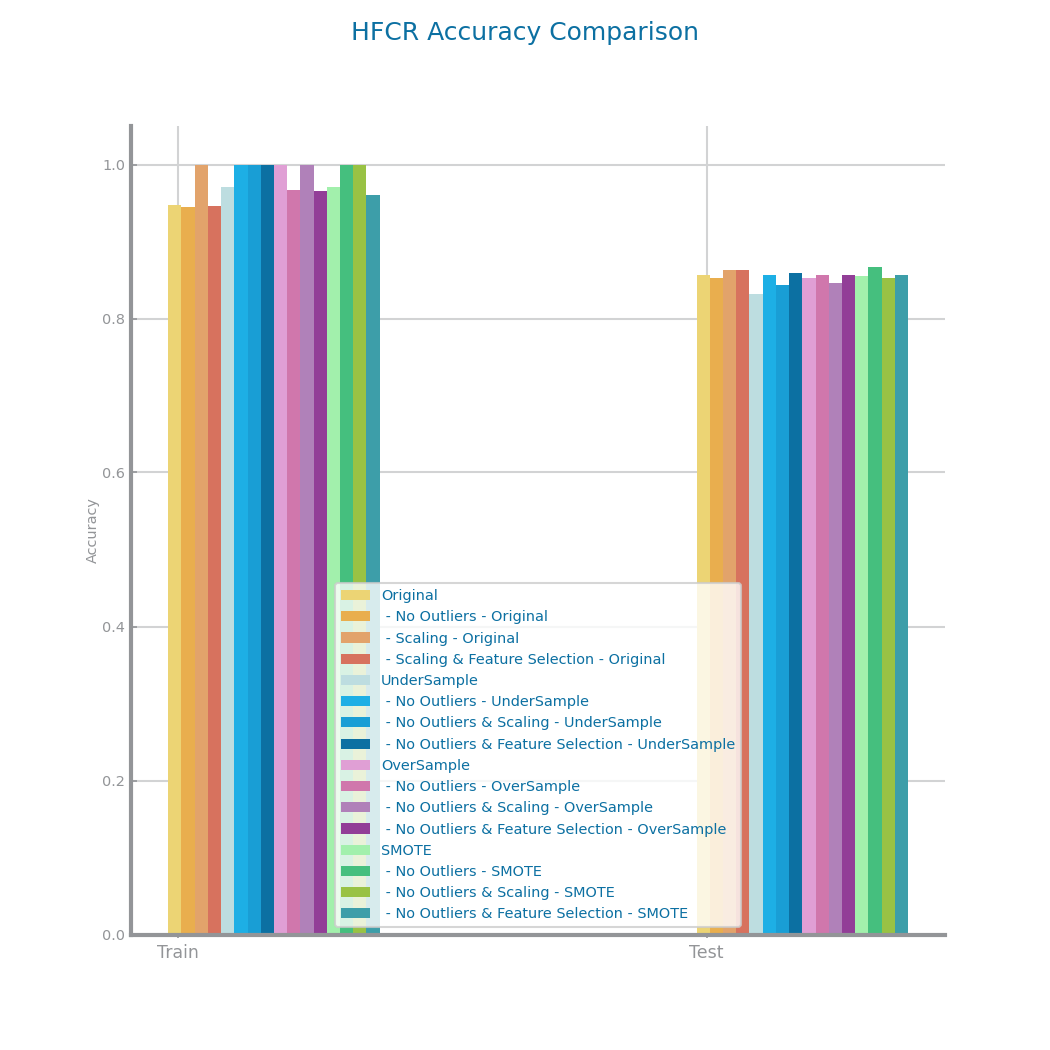 HFCR Accuracy Comparison
1.0
0.8
0.6
0.4
0.2
0.0
Accuracy
Original
- No Outliers - Original
- Scaling - Original
- Scaling & Feature Selection - Original
UnderSample
- No Outliers - UnderSample
- No Outliers & Scaling - UnderSample
- No Outliers & Feature Selection - UnderSample
OverSample
- No Outliers - OverSample
- No Outliers & Scaling - OverSample
- No Outliers & Feature Selection - OverSample
SMOTE
- No Outliers - SMOTE
- No Outliers & Scaling - SMOTE
- No Outliers & Feature Selection - SMOTE
Train
Test